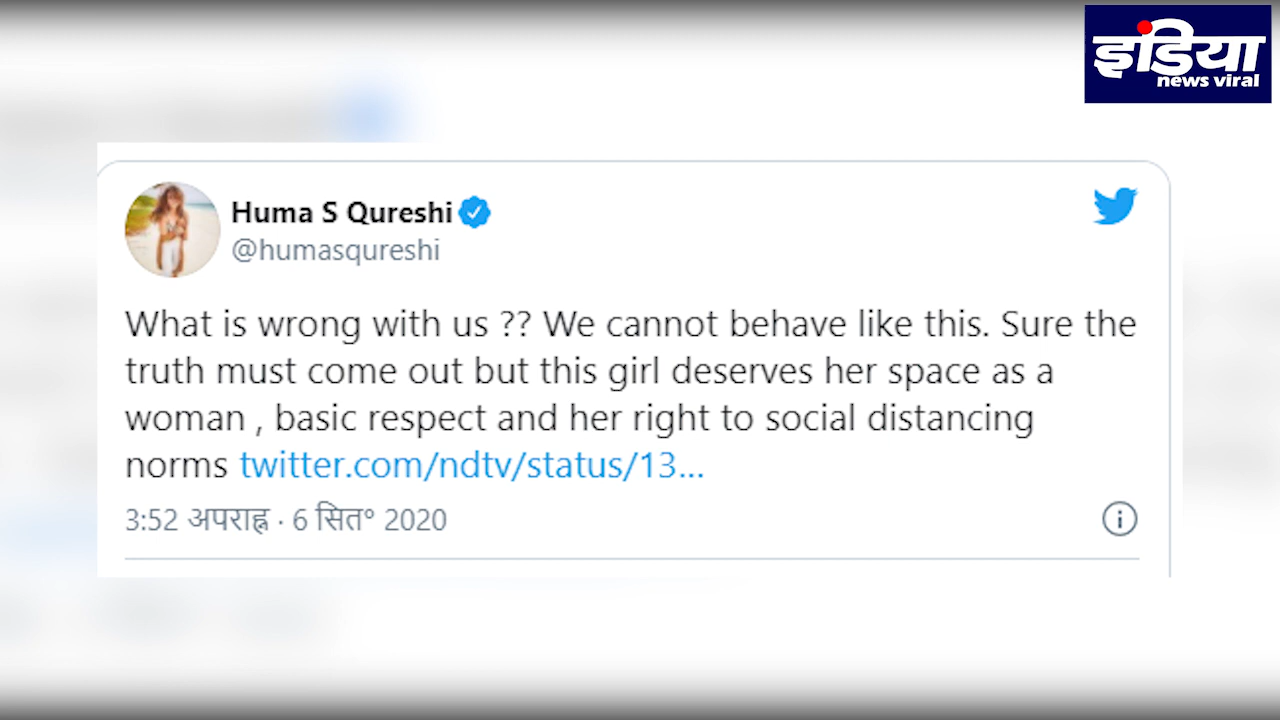 इंडिया
news viral
Huma S Qureshi
@humasqureshi
What is wrong with us ?? We cannot behave like this. Sure the
truth must come out but this girl deserves her space as a
woman , basic respect and her right to social distancing
norms twitter.com/ndtv/status/13...
3:52 अपराह्न · 6 सित॰ 2020